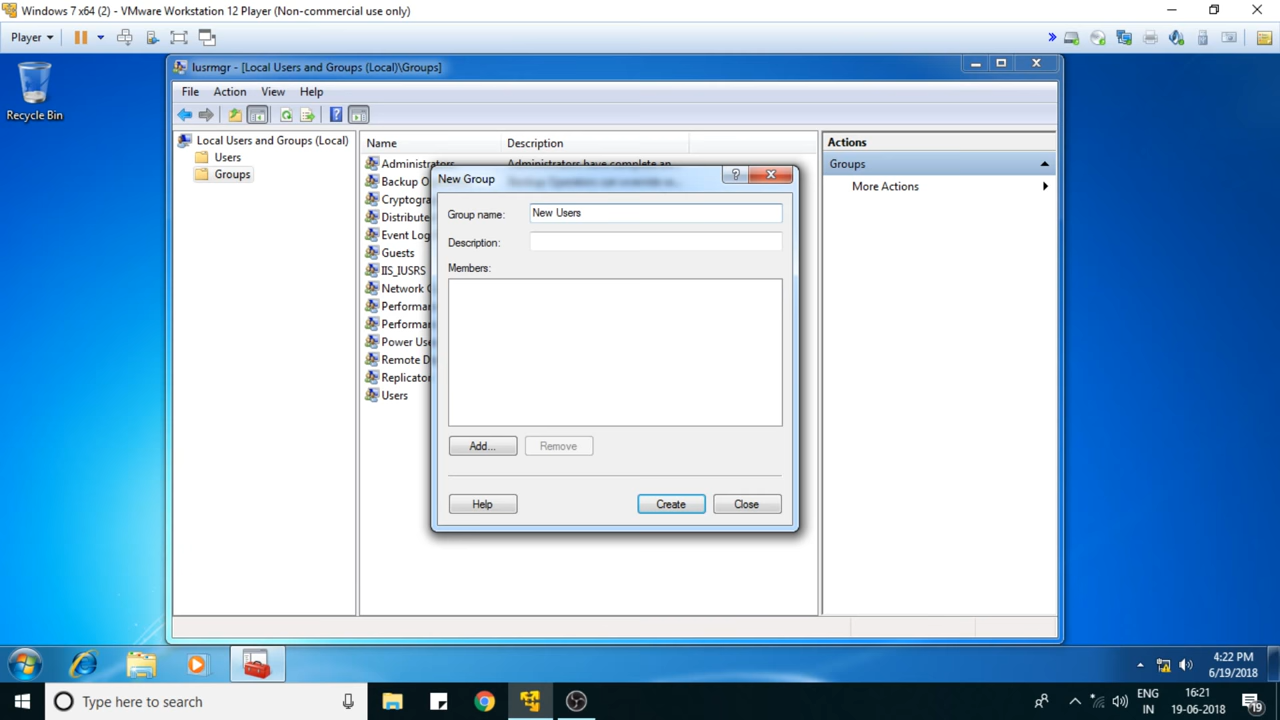 Windows 7 x64 (2) - VMware Workstation 12 Player (Non-commercial use only)
Player
Recycle Bin
lusrmgr - [Local Users and Groups (Local)\Groups]
File Action View Help
Local Users and Groups (Local)
Users
Groups
Name Description
Administrators Administrators have complete an...
Backup O
Cryptogra
Distribute
Event Log
Guests
IIS_IUSRS
Network C
Performa
Performa
Power Use
Remote D
Replicator
Users
Actions
Groups
More Actions
New Group
Group name: New Users
Description:
Members:
Add... Remove
Help Create Close
4:22 PM
6/19/2018
Type here to search
ENG
IN
16:21
19-06-2018
19